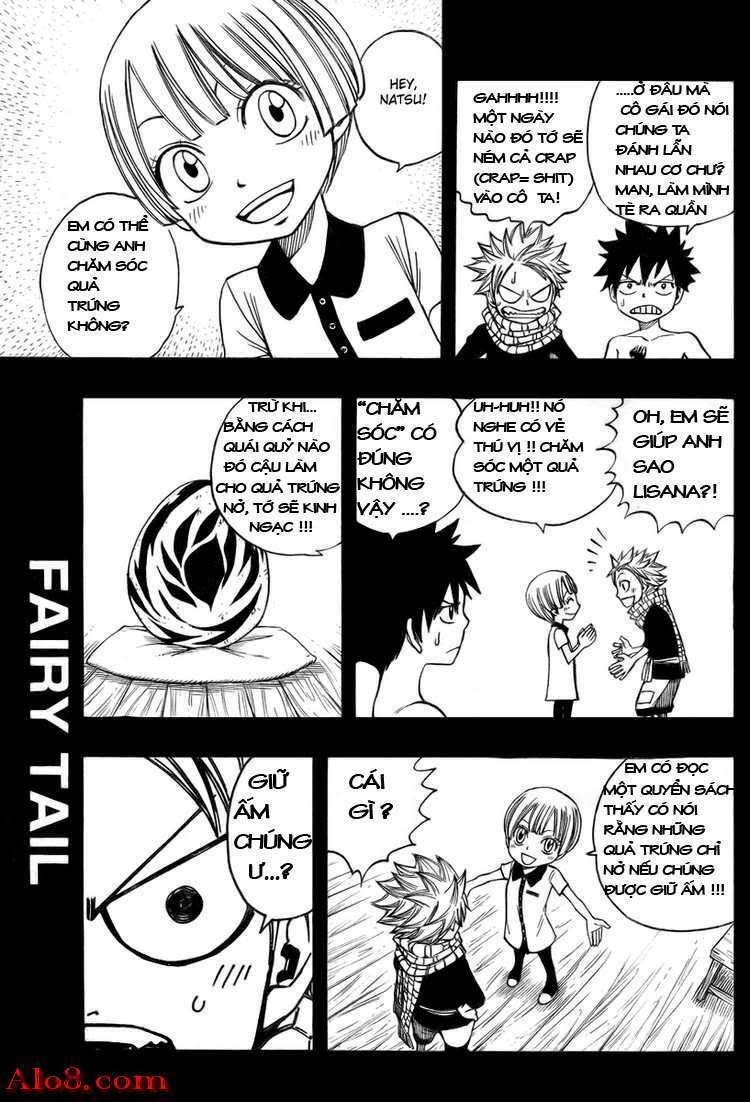 .....Ở ĐÂU MÀ
CÔ GÁI ĐÓ NÓI
CHÚNG TA
ĐÁNH LẪN
NHAU CƠ CHƯ?
MAN, LÀM MÌNH
TÈ RA QUẦN
GAHHHH!!!!
MỘT NGÀY
NÀO ĐÓ TỚ SẼ
NÉM CẢ CRAP
(CRAP= SHIT)
VÀO CÔ TA!
HEY,
NATSU!
EM CÓ THỂ
CÙNG ANH
CHĂM SÓC
QUẢ
TRỨNG
KHÔNG?
OH, EM SẼ
GIÚP ANH
SAO
LISANA?!
UH-HUH!! NÓ
NGHE CÓ VẺ
THÚ VỊ !! CHĂM
SÓC MỘT QUẢ
TRỨNG !!!
"CHĂM
SÓC" CÓ
ĐÚNG
KHÔNG
VẬY ....?
TRỪ KHI...
BẰNG CÁCH
QUÁI QUỶ NÀO
ĐÓ CẬU LÀM
CHO QUẢ TRỨNG
NỞ, TỚ SẼ KINH
NGẠC !!!
EM CÓ ĐỌC
MỘT QUYỂN SÁCH
THẤY CÓ NÓI
RẰNG NHỮNG
QUẢ TRỨNG CHỈ
NỞ NẾU CHÚNG
ĐƯỢC GIỮ ẤM !!!
CÁI
GÌ ?
GIỮ
ẤM
CHÚNG
Ư...?
FAIRY TAIL
Alo8.com